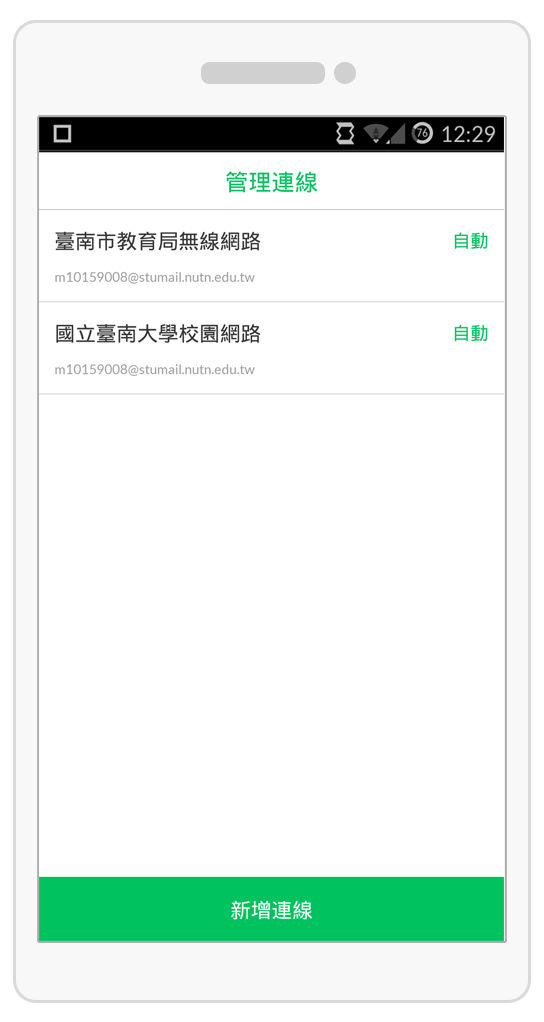 76 12:29
管理連線
臺南市教育局無線網路 自動
m10159008@stumail.nutn.edu.tw
國立臺南大學校園網路 自動
m10159008@stumail.nutn.edu.tw
新增連線